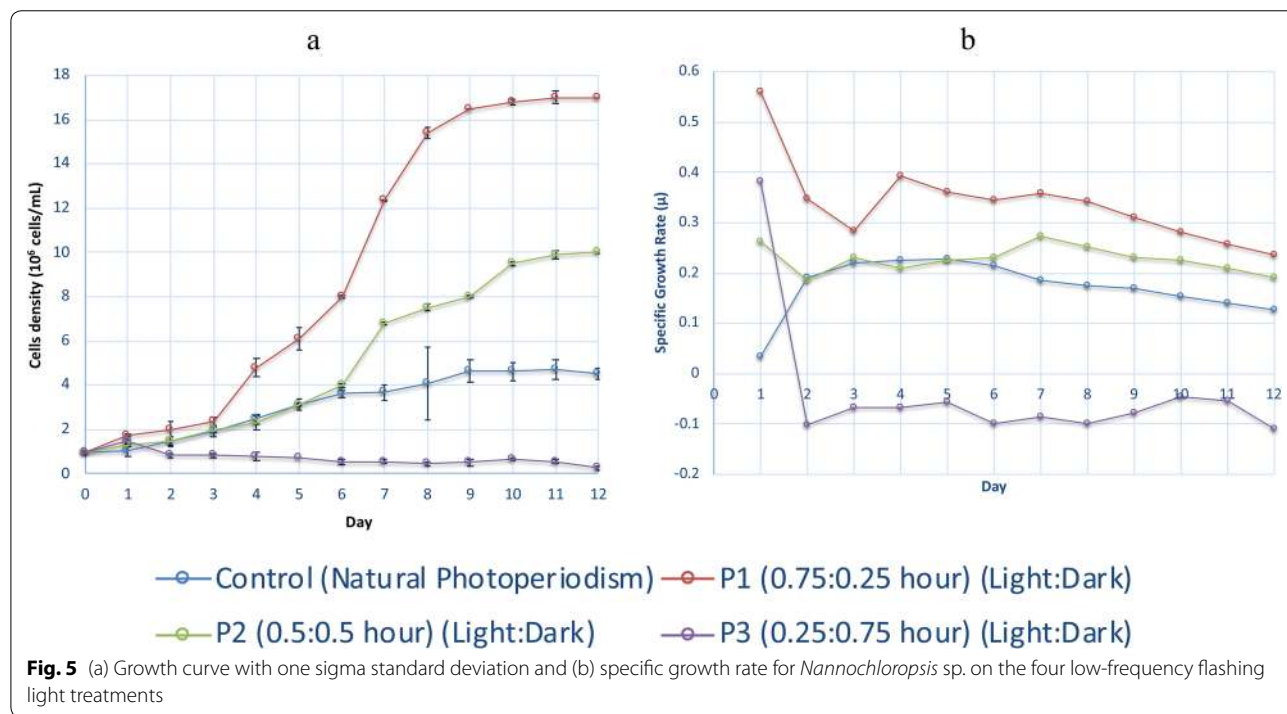 a
18
16
14
12
10
8
6
4
2
0
Cells density (10⁶ cells/mL)
0 1 2 3 4 5 6 7 8 9 10 11 12
Day
b
0.6
0.5
0.4
0.3
0.2
0.1
0
-0.1
-0.2
Specific Growth Rate (μ)
0 1 2 3 4 5 6 7 8 9 10 11 12
Day
Control (Natural Photoperiodism) P1 (0.75:0.25 hour) (Light:Dark)
P2 (0.5:0.5 hour) (Light:Dark) P3 (0.25:0.75 hour) (Light:Dark)
Fig. 5 (a) Growth curve with one sigma standard deviation and (b) specific growth rate for Nannochloropsis sp. on the four low-frequency flashing
light treatments